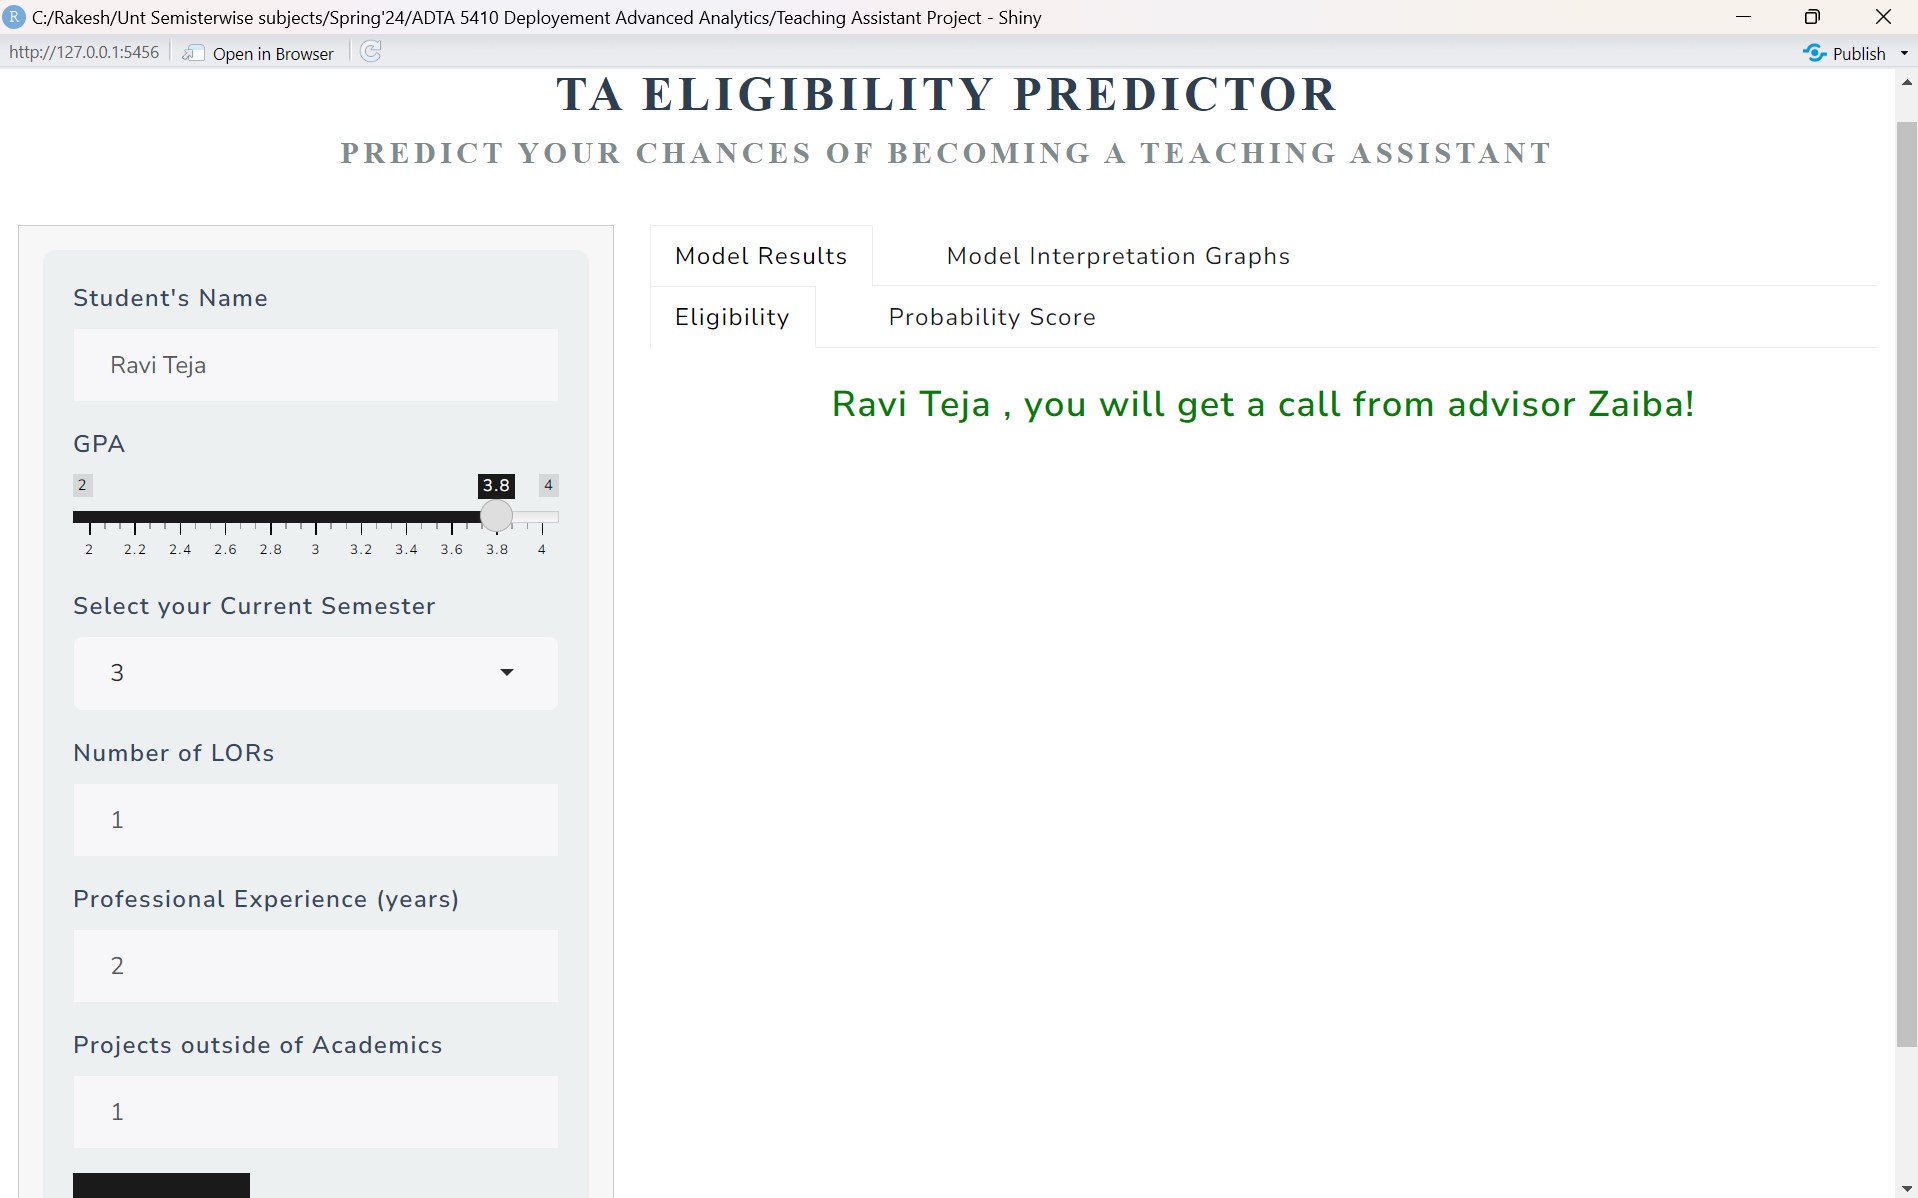 R C:/Rakesh/Unt Semisterwise subjects/Spring'24/ADTA 5410 Deployement Advanced Analytics/Teaching Assistant Project - Shiny
http://127.0.0.1:5456 Open in Browser Publish
TA ELIGIBILITY PREDICTOR
PREDICT YOUR CHANCES OF BECOMING A TEACHING ASSISTANT
Student's Name
Ravi Teja
GPA
2 3.8 4
2 2.2 2.4 2.6 2.8 3 3.2 3.4 3.6 3.8 4
Select your Current Semester
3
Number of LORs
1
Professional Experience (years)
2
Projects outside of Academics
1
Model Results Model Interpretation Graphs
Eligibility Probability Score
Ravi Teja , you will get a call from advisor Zaiba!